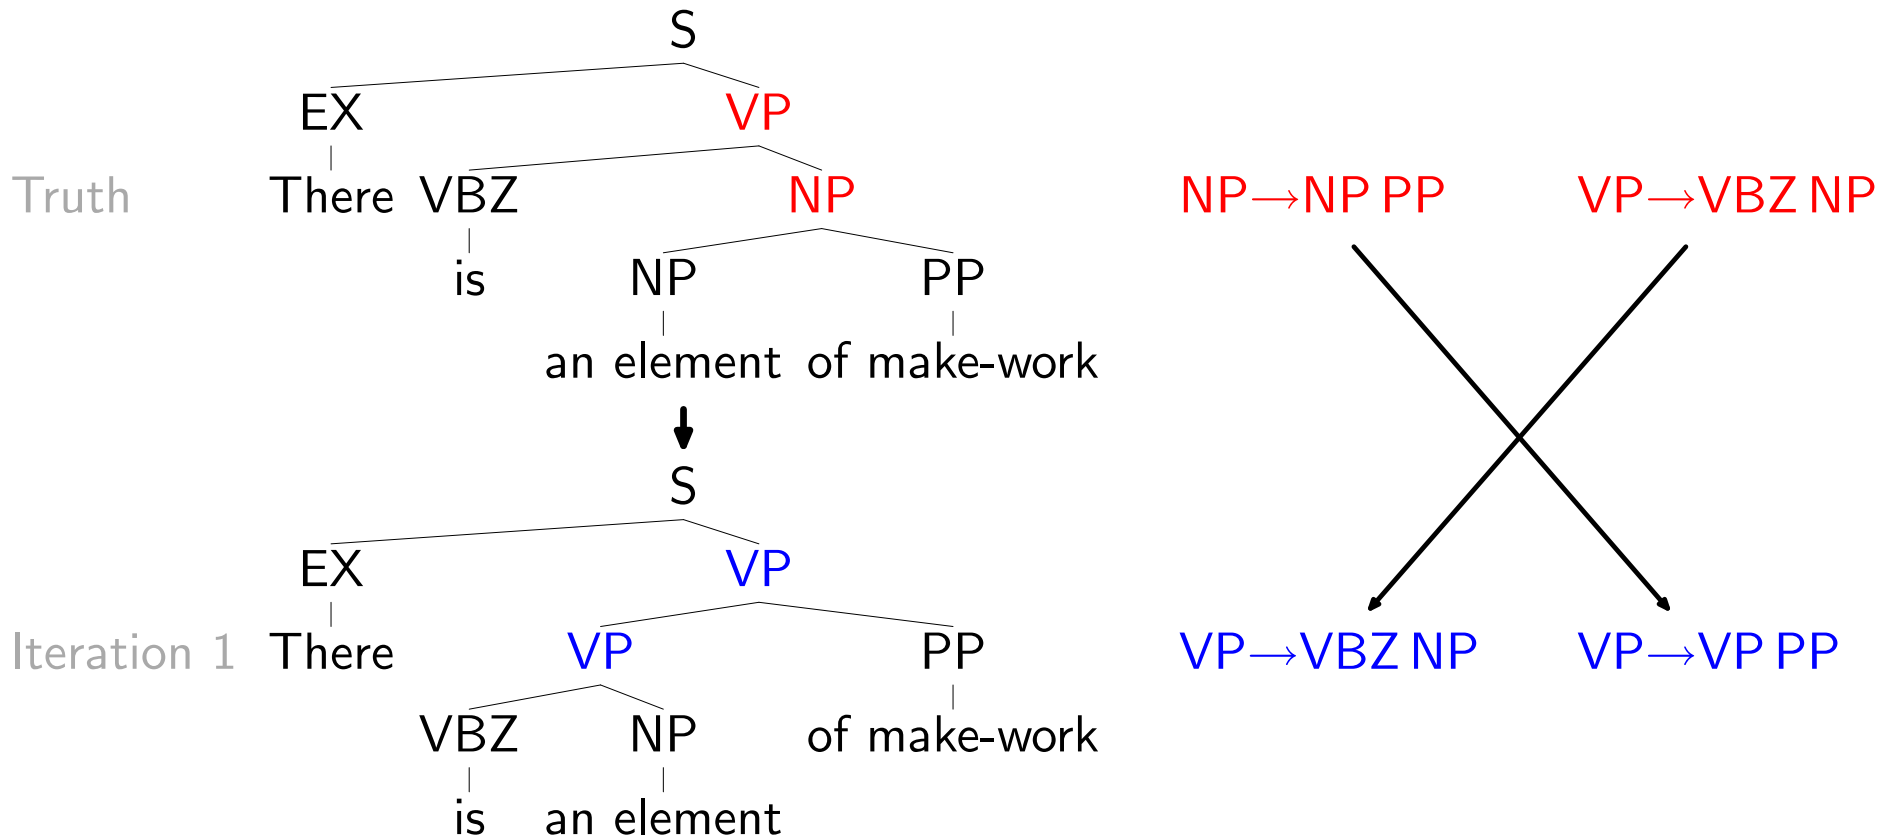 S
EX VP
Truth There VBZ NP NP→NP PP VP→VBZ NP
is NP PP
an element of make-work
S
EX VP
Iteration 1 There VP PP VP→VBZ NP VP→VP PP
VBZ NP of make-work
is an element